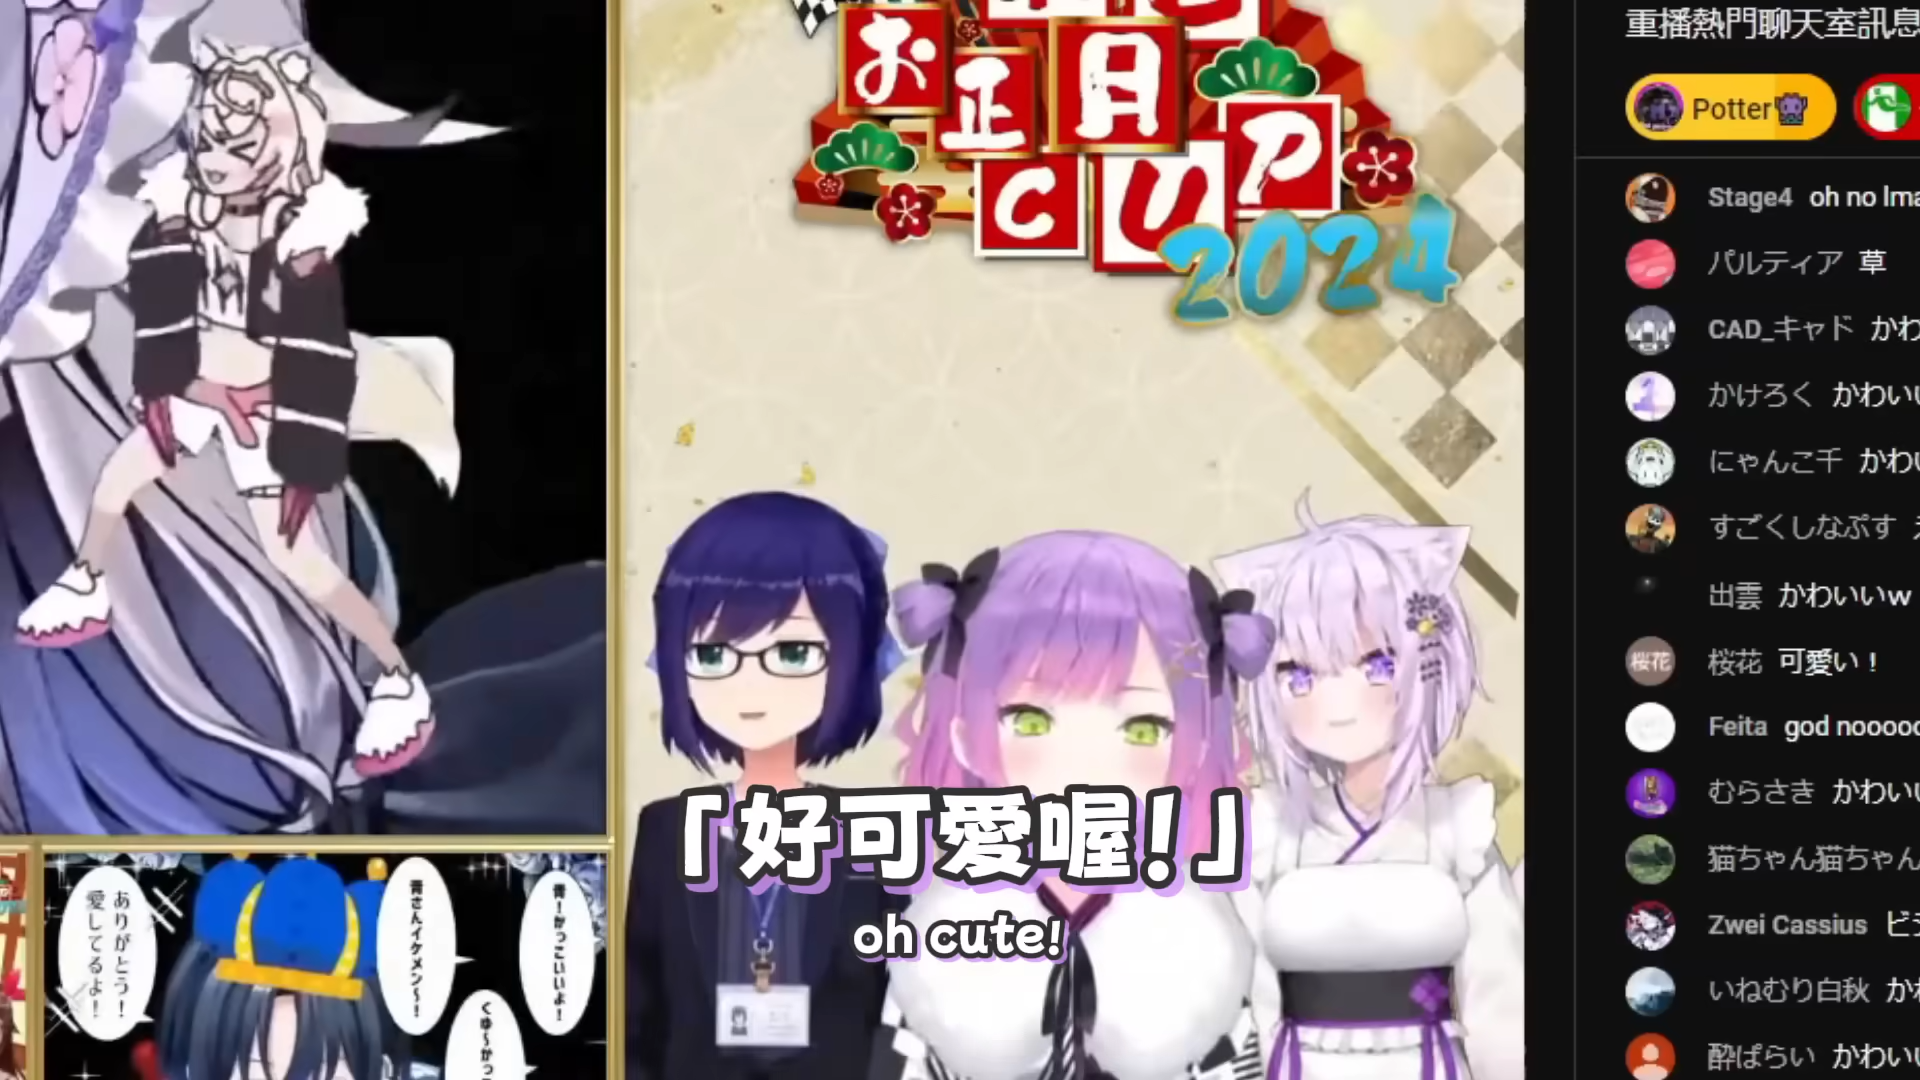 お正月
CUP
2024
「好可愛喔!」
oh cute!
ありがとう!
愛してるよ!
青さんイケメン〜!
青!かっこいいよ!
重播熱門聊天室訊息
Potter
Stage4 oh no lma
パルティア 草
CAD_キャド かわ
かけろく かわい
にゃんこ千 かわ
すごくしなぷす
出雲 かわいいw
桜花 桜花 可愛い!
Feita god nooooo
むらさき かわい
猫ちゃん猫ちゃん
Zwei Cassius ビ
いねむり白秋 か
酔ぱらい かわい